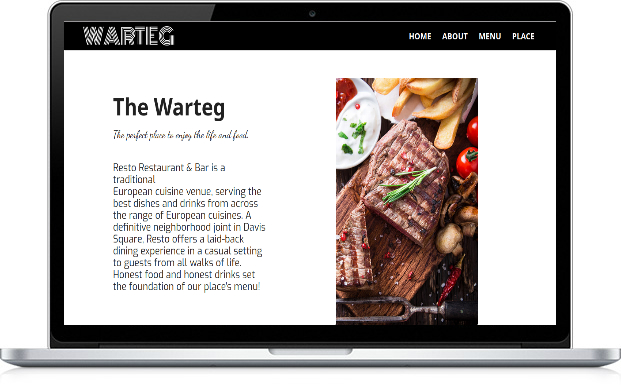 WARTEG
HOME ABOUT MENU PLACE
The Warteg
The perfect place to enjoy the life and food.
Resto Restaurant & Bar is a
traditional
European cuisine venue, serving the
best dishes and drinks from across
the range of European cuisines. A
definitive neighborhood joint in Davis
Square, Resto offers a laid-back
dining experience in a casual setting
to guests from all walks of life.
Honest food and honest drinks set
the foundation of our place's menu!